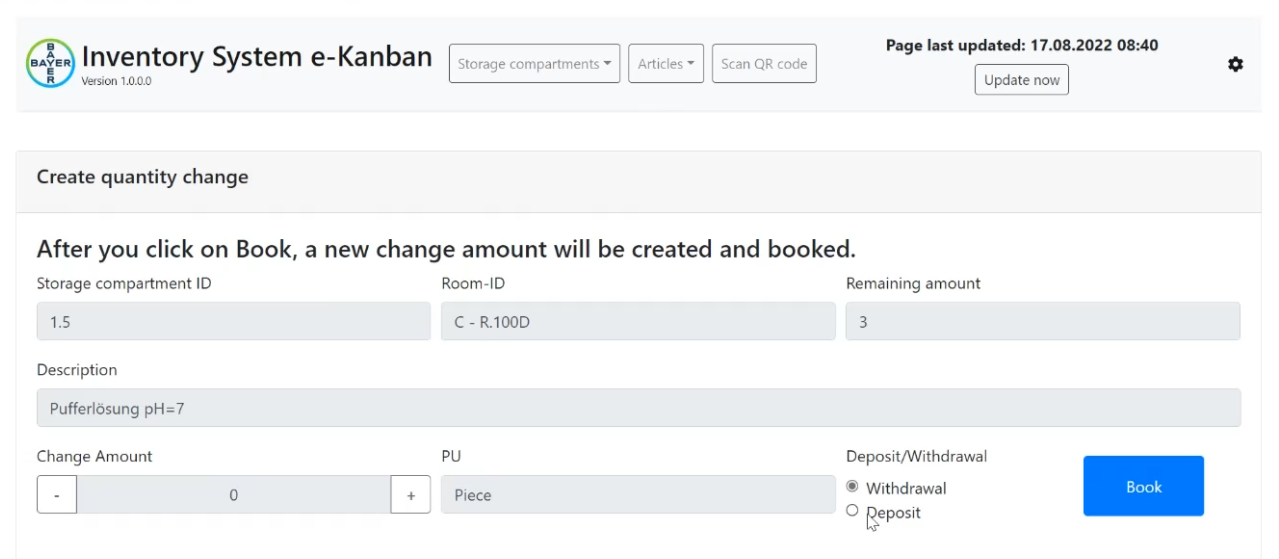 BAYER
BAYER
Inventory System e-Kanban
Version 1.0.0.0
Storage compartments
Articles
Scan QR code
Page last updated: 17.08.2022 08:40
Update now
Create quantity change
After you click on Book, a new change amount will be created and booked.
Storage compartment ID
Room-ID
Remaining amount
1.5
C - R.100D
3
Description
Pufferlösung pH=7
Change Amount
PU
Deposit/Withdrawal
-
0
+
Piece
Withdrawal
Deposit
Book